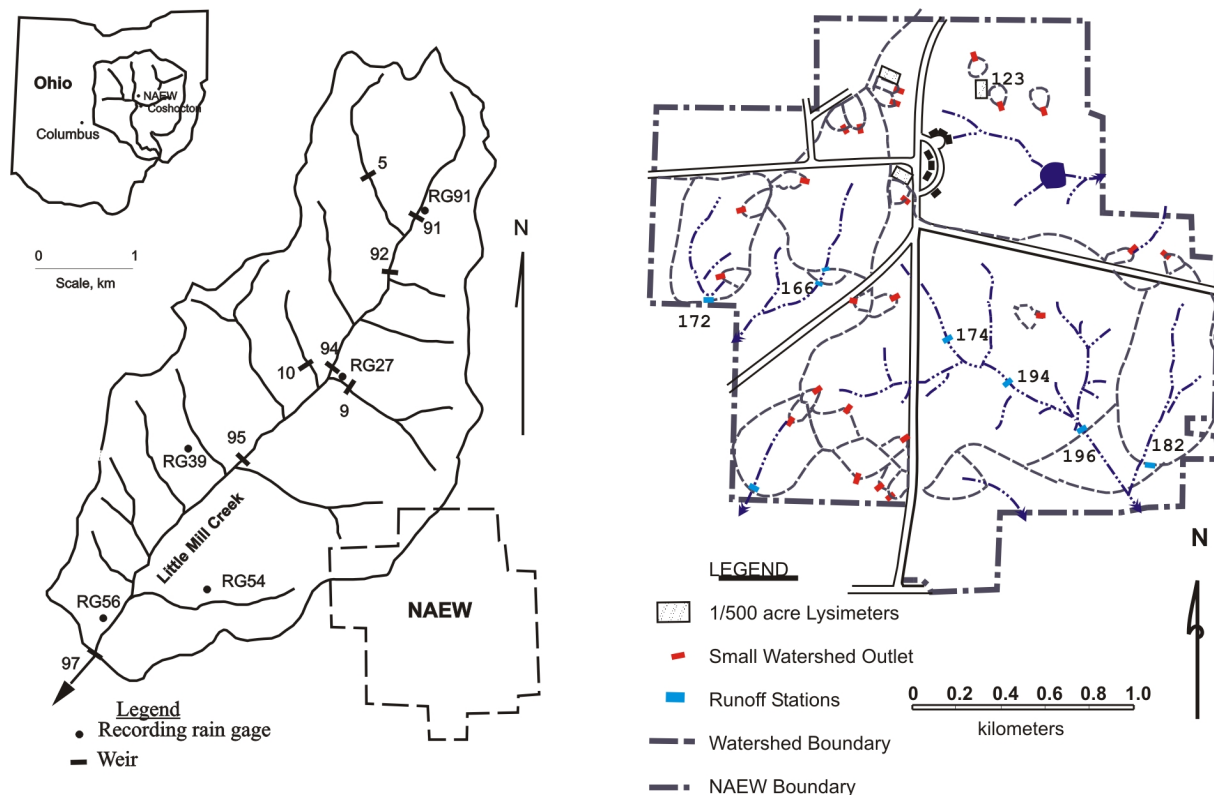 Ohio
NAEW
Coshocton
Columbus
0 1
Scale, km
5
RG91
91
92
N
94
RG27
10
9
95
RG39
Little Mill Creek
RG54
RG56
NAEW
97
Legend
Recording rain gage
Weir
123
166
172
174
194
182
196
N
LEGEND
1/500 acre Lysimeters
Small Watershed Outlet
Runoff Stations
0 0.2 0.4 0.6 0.8 1.0
kilometers
Watershed Boundary
NAEW Boundary